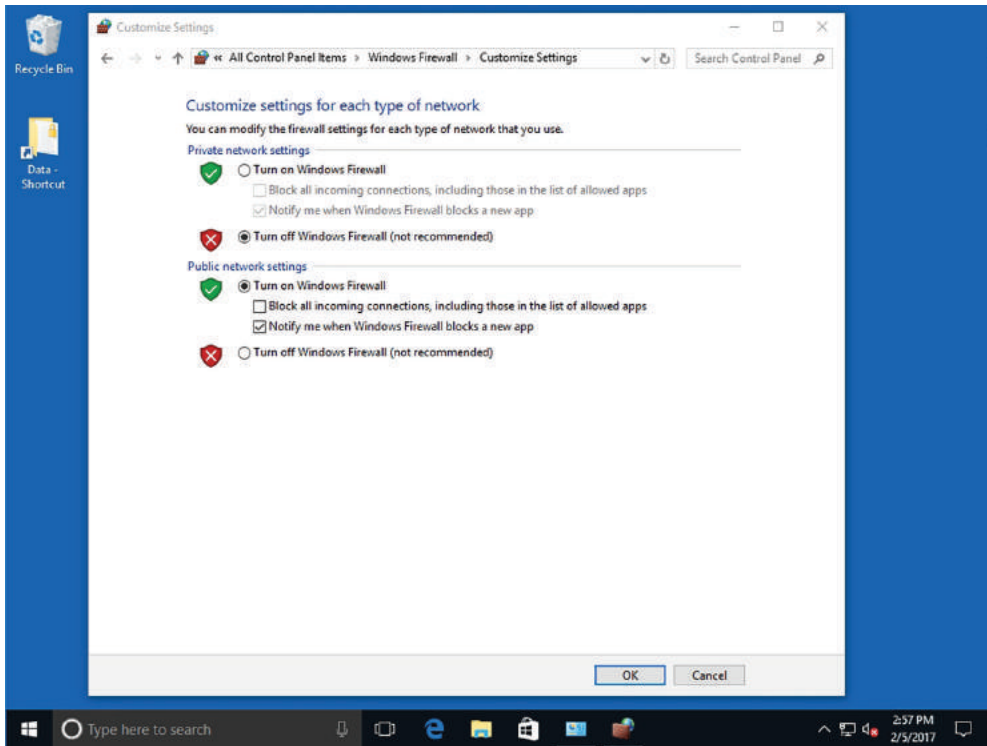 Customize Settings
Recycle Bin
« All Control Panel Items > Windows Firewall > Customize Settings
Search Control Panel
Customize settings for each type of network
You can modify the firewall settings for each type of network that you use.
Private network settings
Turn on Windows Firewall
Block all incoming connections, including those in the list of allowed apps
Notify me when Windows Firewall blocks a new app
Turn off Windows Firewall (not recommended)
Data -
Shortcut
Public network settings
Turn on Windows Firewall
Block all incoming connections, including those in the list of allowed apps
Notify me when Windows Firewall blocks a new app
Turn off Windows Firewall (not recommended)
OK
Cancel
Type here to search
2:57 PM
2/5/2017